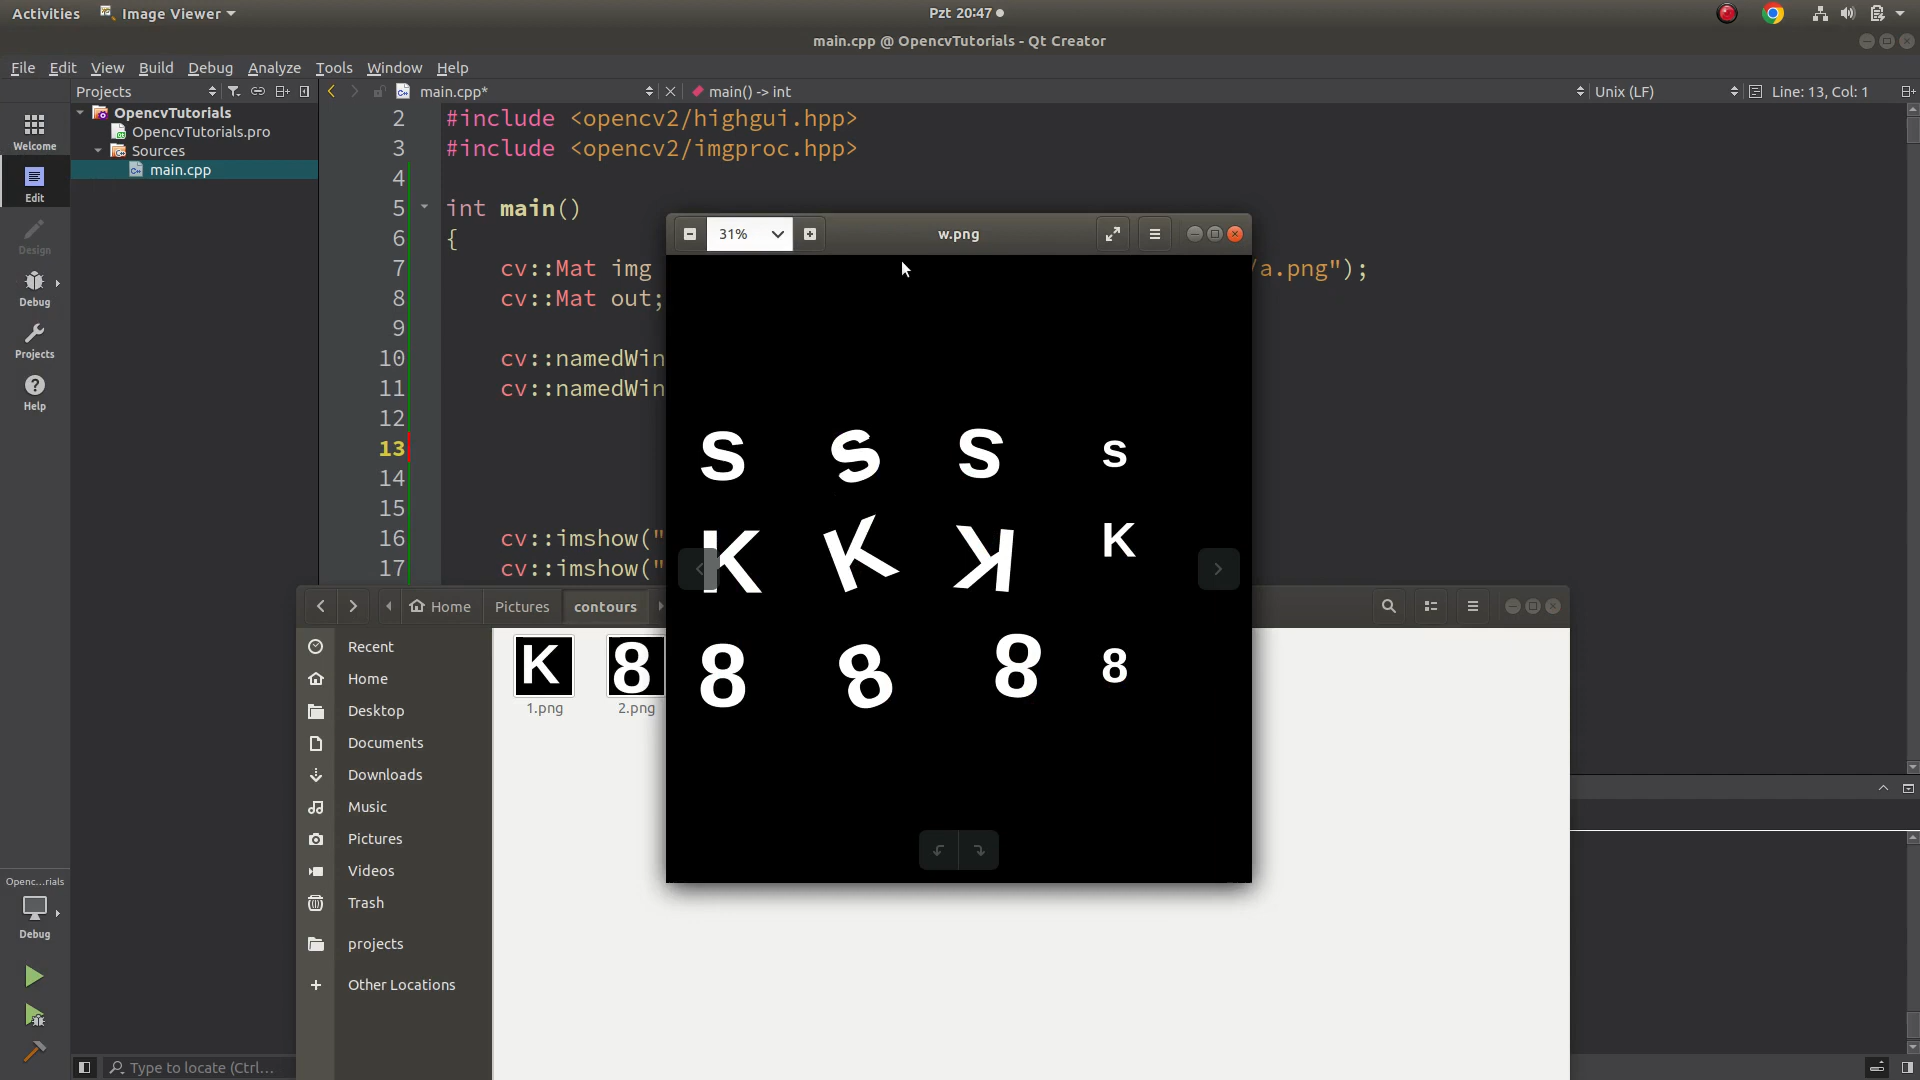 Activities Image Viewer Pzt 20:47
main.cpp @ OpencvTutorials - Qt Creator
File Edit View Build Debug Analyze Tools Window Help
Projects main.cpp* main() -> int Unix (LF) Line: 13, Col: 1
OpencvTutorials
OpencvTutorials.pro
Sources
main.cpp
Welcome
Edit
Design
Debug
Projects
Help
Openc...rials
Debug
2 #include <opencv2/highgui.hpp>
3 #include <opencv2/imgproc.hpp>
4
5 int main()
6 {
7 cv::Mat img /a.png");
8 cv::Mat out;
9
10 cv::namedWin
11 cv::namedWin
12
13
14
15
16 cv::imshow("
17 cv::imshow("
31% w.png
S S S S
K K K K
8 8 8 8
Home Pictures contours
Recent
Home
Desktop
Documents
Downloads
Music
Pictures
Videos
Trash
projects
Other Locations
K 8
1.png 2.png
Type to locate (Ctrl...